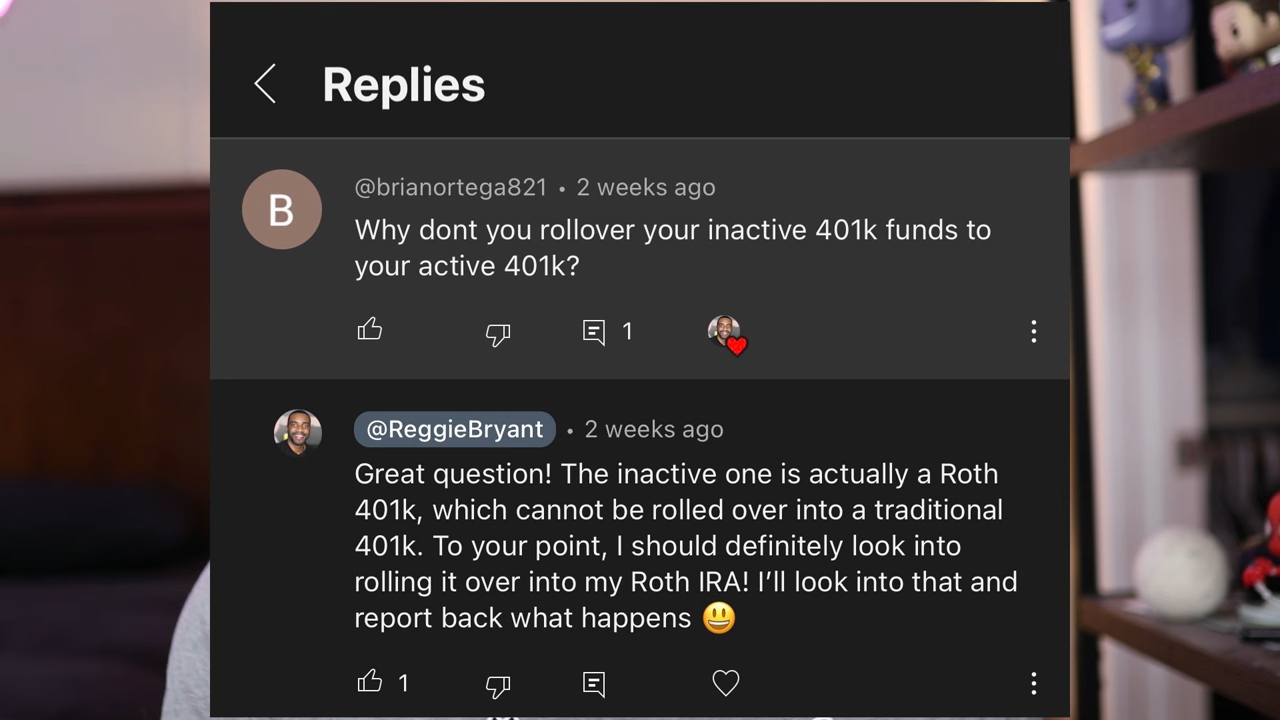 Replies
B
@brianortega821 • 2 weeks ago
Why dont you rollover your inactive 401k funds to
your active 401k?
1
@ReggieBryant • 2 weeks ago
Great question! The inactive one is actually a Roth
401k, which cannot be rolled over into a traditional
401k. To your point, I should definitely look into
rolling it over into my Roth IRA! I’ll look into that and
report back what happens 😃
1